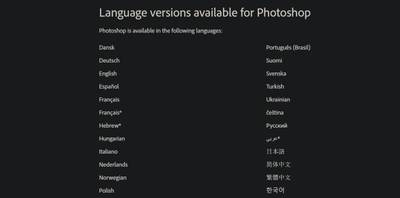 Language versions available for Photoshop
Photoshop is available in the following languages:
Dansk
Deutsch
English
Español
Français
Français*
Hebrew*
Hungarian
Italiano
Nederlands
Norwegian
Polish
Português (Brasil)
Suomi
Svenska
Turkish
Ukrainian
čeština
Русский
عربي*
日本語
简体中文
繁體中文
한국어